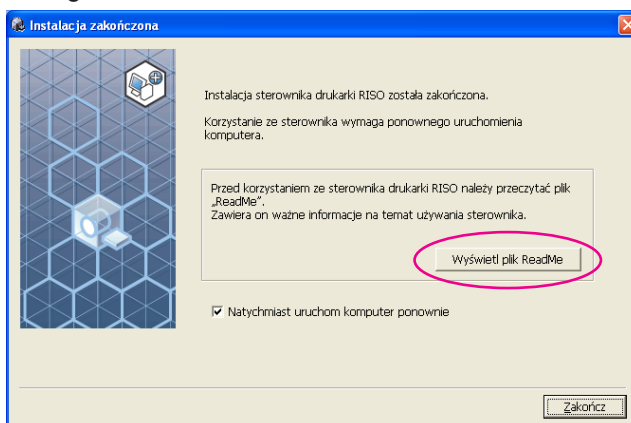 Instalacja zakończona
Instalacja sterownika drukarki RISO została zakończona.
Korzystanie ze sterownika wymaga ponownego uruchomienia
komputera.
Przed korzystaniem ze sterownika drukarki RISO należy przeczytać plik
„ReadMe”.
Zawiera on ważne informacje na temat używania sterownika.
Wyświetl plik ReadMe
Natychmiast uruchom komputer ponownie
Zakończ